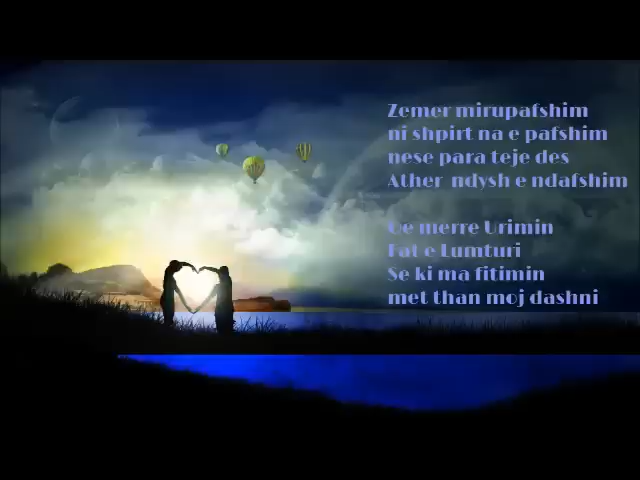 Zemer mirupafshim
ni shpirt na e pafshim
nese para teje des
Ather ndysh e ndafshim
Oe merre Urimin
Fat e Lumturi
Se ki ma fitimin
met than moj dashni